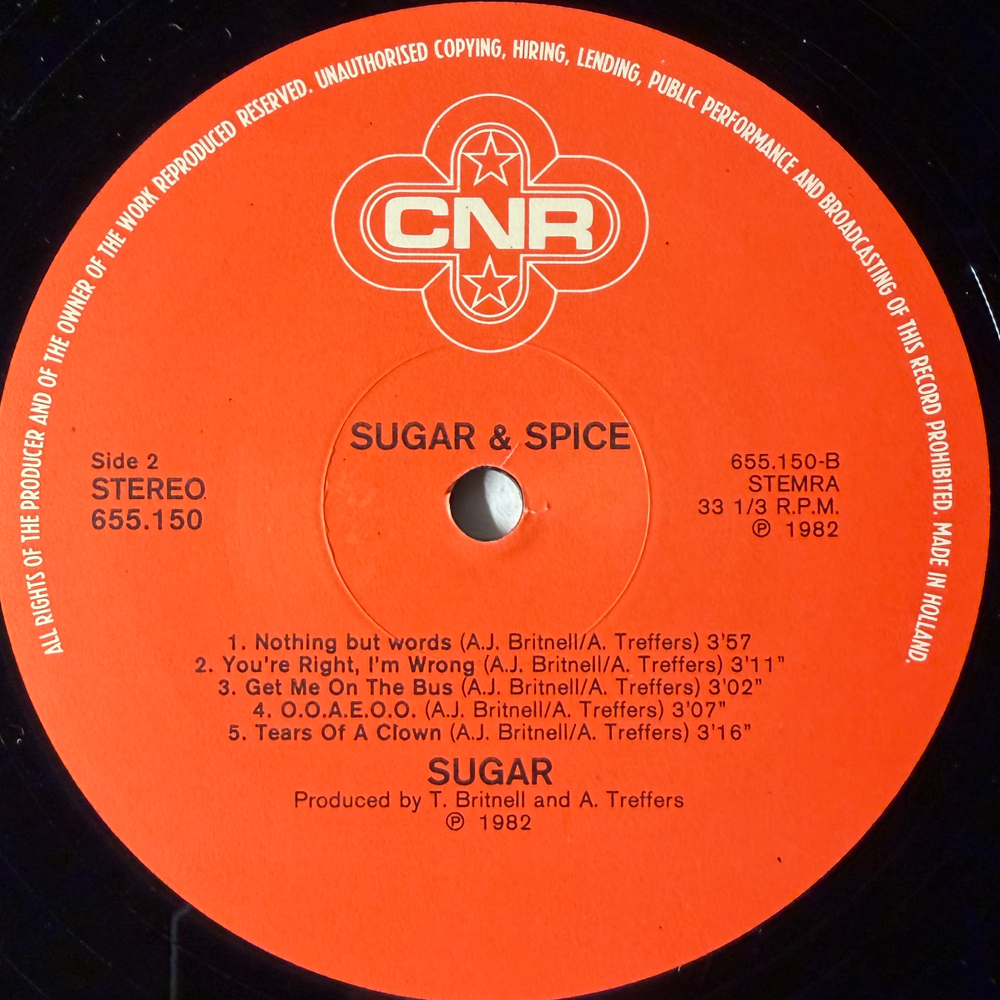 ALL RIGHTS OF THE PRODUCER AND OF THE OWNER OF THE WORK REPRODUCED RESERVED. UNAUTHORISED COPYING, HIRING, LENDING, PUBLIC PERFORMANCE AND BROADCASTING OF THIS RECORD PROHIBITED. MADE IN HOLLAND.
CNR
SUGAR & SPICE
Side 2
STEREO
655.150
655.150-B
STEMRA
33 1/3 R.P.M.
℗ 1982
1. Nothing but words (A.J. Britnell/A. Treffers) 3'57
2. You're Right, I'm Wrong (A.J. Britnell/A. Treffers) 3'11"
3. Get Me On The Bus (A.J. Britnell/A. Treffers) 3'02"
4. O.O.A.E.O.O. (A.J. Britnell/A. Treffers) 3'07"
5. Tears Of A Clown (A.J. Britnell/A. Treffers) 3'16"
SUGAR
Produced by T. Britnell and A. Treffers
℗ 1982